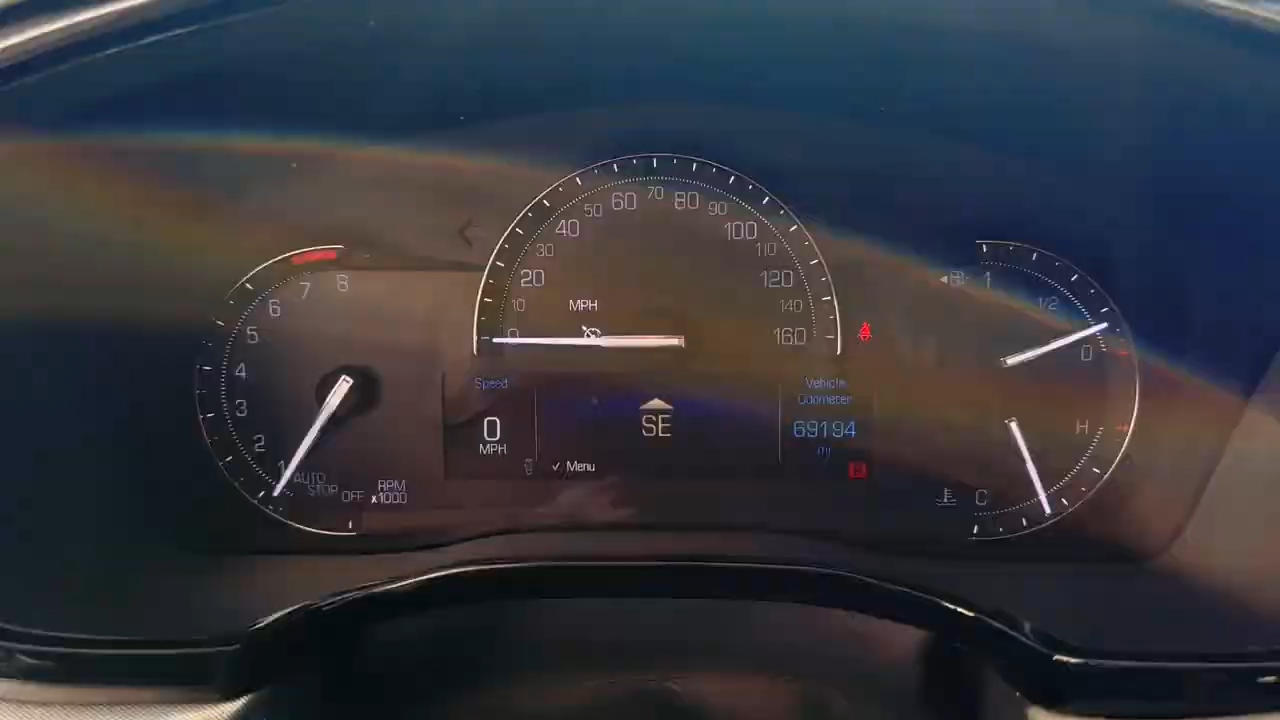 8
7
6
5
4
3
2
1
AUTO
STOP
OFF
RPM
x1000
0
10
20
30
40
50
60
70
80
90
100
110
120
140
160
MPH
Speed
0
MPH
SE
✓ Menu
Vehicle
Odometer
69194
mi
1
1/2
0
H
C